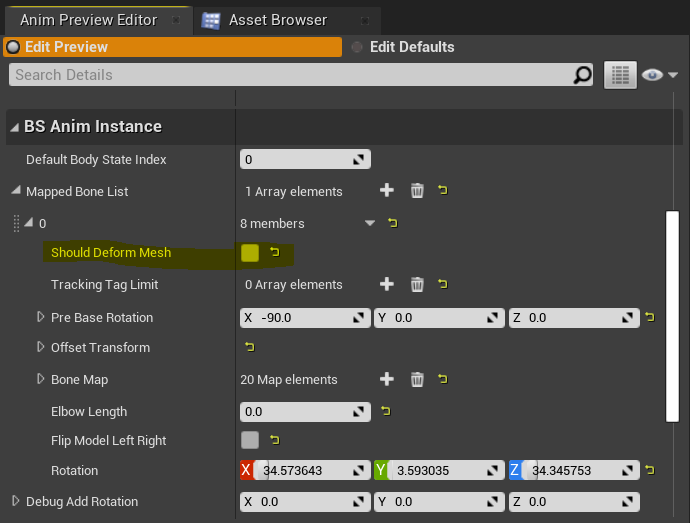 Anim Preview Editor Asset Browser
Edit Preview Edit Defaults
Search Details
BS Anim Instance
Default Body State Index 0
Mapped Bone List 1 Array elements
0 8 members
Should Deform Mesh
Tracking Tag Limit 0 Array elements
Pre Base Rotation X -90.0 Y 0.0 Z 0.0
Offset Transform
Bone Map 20 Map elements
Elbow Length 0.0
Flip Model Left Right
Rotation X 34.573643 Y 3.593035 Z 34.345753
Debug Add Rotation X 0.0 Y 0.0 Z 0.0